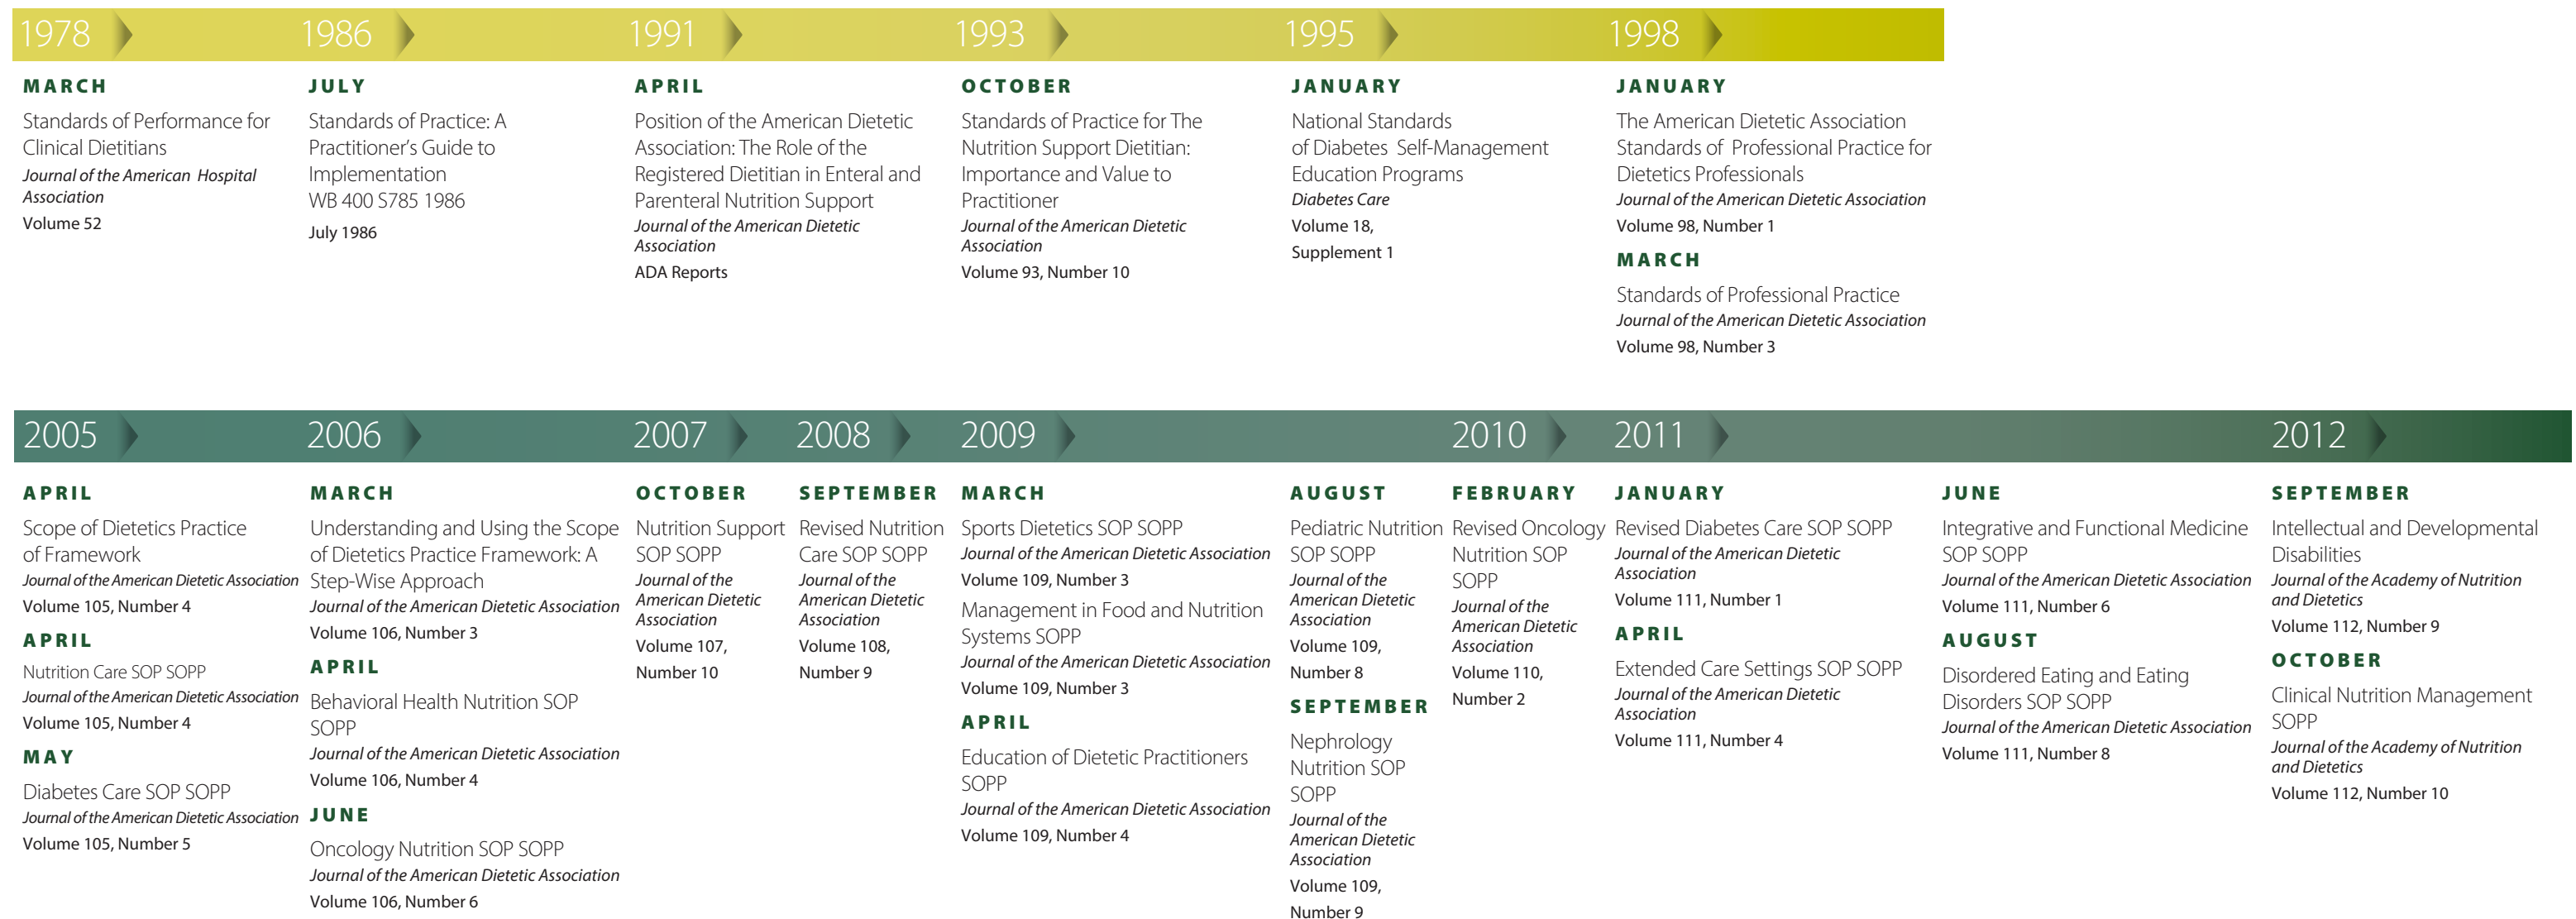 1978
MARCH
Standards of Performance for
Clinical Dietitians
Journal of the American Hospital
Association
Volume 52
1986
JULY
Standards of Practice: A
Practitioner's Guide to
Implementation
WB 400 S785 1986
July 1986
1991
APRIL
Position of the American Dietetic
Association: The Role of the
Registered Dietitian in Enteral and
Parenteral Nutrition Support
Journal of the American Dietetic
Association
ADA Reports
1993
OCTOBER
Standards of Practice for The
Nutrition Support Dietitian:
Importance and Value to
Practitioner
Journal of the American Dietetic
Association
Volume 93, Number 10
1995
JANUARY
National Standards
of Diabetes Self-Management
Education Programs
Diabetes Care
Volume 18,
Supplement 1
1998
JANUARY
The American Dietetic Association
Standards of Professional Practice for
Dietetics Professionals
Journal of the American Dietetic Association
Volume 98, Number 1
MARCH
Standards of Professional Practice
Journal of the American Dietetic Association
Volume 98, Number 3
2005
APRIL
Scope of Dietetics Practice
of Framework
Journal of the American Dietetic Association
Volume 105, Number 4
APRIL
Nutrition Care SOP SOPP
Journal of the American Dietetic Association
Volume 105, Number 4
MAY
Diabetes Care SOP SOPP
Journal of the American Dietetic Association
Volume 105, Number 5
2006
MARCH
Understanding and Using the Scope
of Dietetics Practice Framework: A
Step-Wise Approach
Journal of the American Dietetic Association
Volume 106, Number 3
APRIL
Behavioral Health Nutrition SOP
SOPP
Journal of the American Dietetic Association
Volume 106, Number 4
JUNE
Oncology Nutrition SOP SOPP
Journal of the American Dietetic Association
Volume 106, Number 6
2007
OCTOBER
Nutrition Support
SOP SOPP
Journal of the
American Dietetic
Association
Volume 107,
Number 10
2008
SEPTEMBER
Revised Nutrition
Care SOP SOPP
Journal of the
American Dietetic
Association
Volume 108,
Number 9
2009
MARCH
Sports Dietetics SOP SOPP
Journal of the American Dietetic Association
Volume 109, Number 3
Management in Food and Nutrition
Systems SOPP
Journal of the American Dietetic Association
Volume 109, Number 3
APRIL
Education of Dietetic Practitioners
SOPP
Journal of the American Dietetic Association
Volume 109, Number 4
AUGUST
Pediatric Nutrition
SOP SOPP
Journal of the
American Dietetic
Association
Volume 109,
Number 8
SEPTEMBER
Nephrology
Nutrition SOP
SOPP
Journal of the
American Dietetic
Association
Volume 109,
Number 9
2010
FEBRUARY
Revised Oncology
Nutrition SOP
SOPP
Journal of the
American Dietetic
Association
Volume 110,
Number 2
2011
JANUARY
Revised Diabetes Care SOP SOPP
Journal of the American Dietetic
Association
Volume 111, Number 1
APRIL
Extended Care Settings SOP SOPP
Journal of the American Dietetic
Association
Volume 111, Number 4
JUNE
Integrative and Functional Medicine
SOP SOPP
Journal of the American Dietetic Association
Volume 111, Number 6
AUGUST
Disordered Eating and Eating
Disorders SOP SOPP
Journal of the American Dietetic Association
Volume 111, Number 8
2012
SEPTEMBER
Intellectual and Developmental
Disabilities
Journal of the Academy of Nutrition
and Dietetics
Volume 112, Number 9
OCTOBER
Clinical Nutrition Management
SOPP
Journal of the Academy of Nutrition
and Dietetics
Volume 112, Number 10